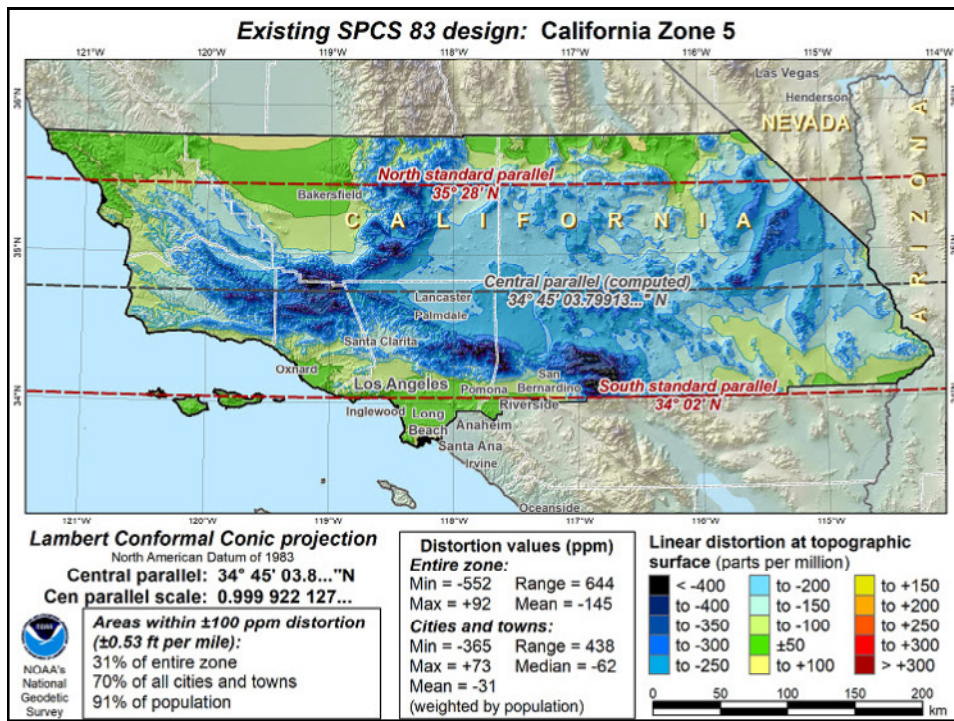 Existing SPCS 83 design: California Zone 5
121°W 120°W 119°W 118°W 117°W 116°W 115°W 114°W
Las Vegas
Henderson
36°N
NEVADA
ARIZONA
North standard parallel
35° 28' N
Bakersfield
CALIFORNIA
35°N
Central parallel (computed)
34° 45' 03.79913..." N
Lancaster
Palmdale
Santa Clarita
Oxnard
Los Angeles
Pomona
San
Bernardino
South standard parallel
34° 02' N
34°N
Inglewood
Long
Beach
Riverside
Anaheim
Santa Ana
Irvine
Oceanside
121°W 120°W 119°W 118°W 117°W 116°W 115°W
Lambert Conformal Conic projection
North American Datum of 1983
Central parallel: 34° 45' 03.8..."N
Cen parallel scale: 0.999 922 127...
NOAA's
National
Geodetic
Survey
Areas within ±100 ppm distortion
(±0.53 ft per mile):
31% of entire zone
70% of all cities and towns
91% of population
Distortion values (ppm)
Entire zone:
Min = -552 Range = 644
Max = +92 Mean = -145
Cities and towns:
Min = -365 Range = 438
Max = +73 Median = -62
Mean = -31
(weighted by population)
Linear distortion at topographic
surface (parts per million)
< -400 to -200 to +150
to -400 to -150 to +200
to -350 to -100 to +250
to -300 ±50 to +300
to -250 to +100 > +300
0 50 100 150 200
km